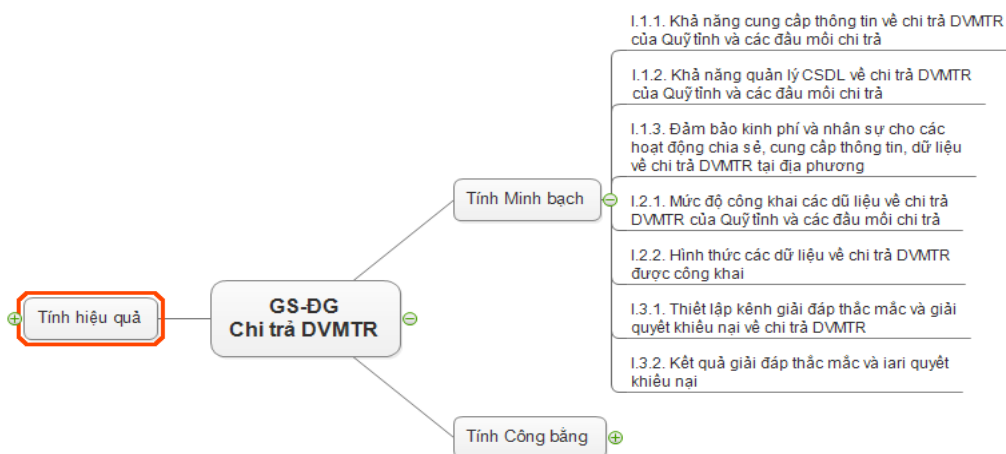 I.1.1. Khả năng cung cấp thông tin về chi trả DVMTR
của Quỹ tỉnh và các đầu mối chi trả
I.1.2. Khả năng quản lý CSDL về chi trả DVMTR
của Quỹ tỉnh và các đầu mối chi trả
I.1.3. Đảm bảo kinh phí và nhân sự cho các
hoạt động chia sẻ, cung cấp thông tin, dữ liệu
về chi trả DVMTR tại địa phương
Tính Minh bạch
I.2.1. Mức độ công khai các dũ liệu về chi trả
DVMTR của Quỹ tỉnh và các đầu mối chi trả
I.2.2. Hình thức các dữ liệu về chi trả DVMTR
được công khai
I.3.1. Thiết lập kênh giải đáp thắc mắc và giải
quyết khiếu nại về chi trả DVMTR
I.3.2. Kết quả giải đáp thắc mắc và iari quyết
khiếu nại
Tính hiệu quả
GS-ĐG
Chi trả DVMTR
Tính Công bằng